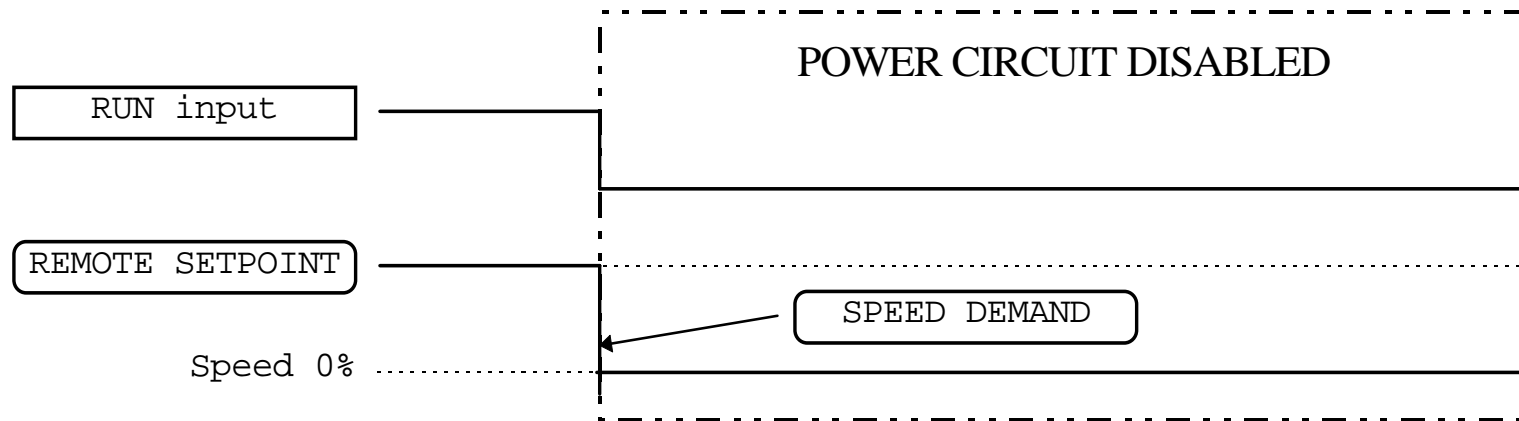 POWER CIRCUIT DISABLED
RUN input
REMOTE SETPOINT
SPEED DEMAND
Speed 0%